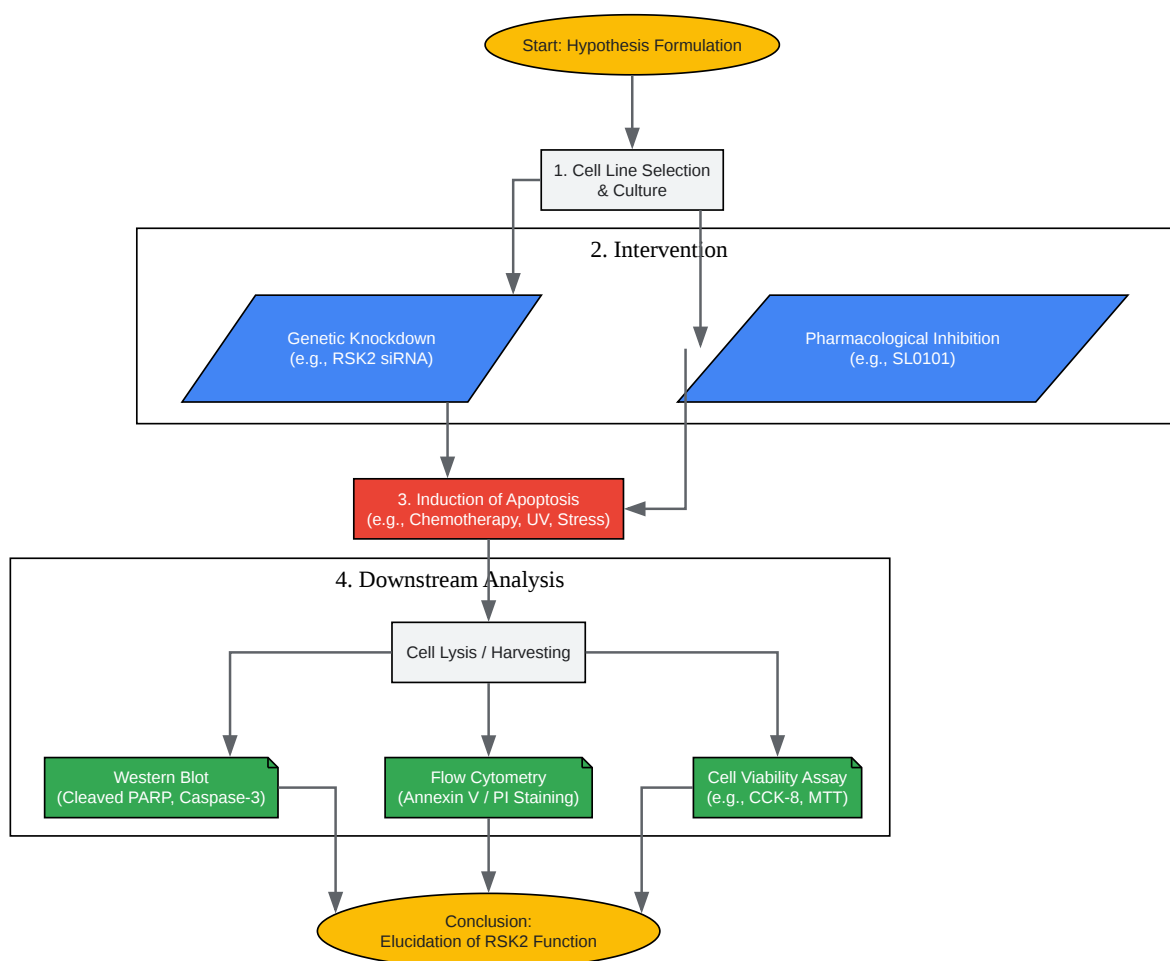 Start: Hypothesis Formulation
1. Cell Line Selection
& Culture
2. Intervention
Genetic Knockdown
(e.g., RSK2 siRNA)
Pharmacological Inhibition
(e.g., SL0101)
3. Induction of Apoptosis
(e.g., Chemotherapy, UV, Stress)
4. Downstream Analysis
Cell Lysis / Harvesting
Western Blot
(Cleaved PARP, Caspase-3)
Flow Cytometry
(Annexin V / PI Staining)
Cell Viability Assay
(e.g., CCK-8, MTT)
Conclusion:
Elucidation of RSK2 Function